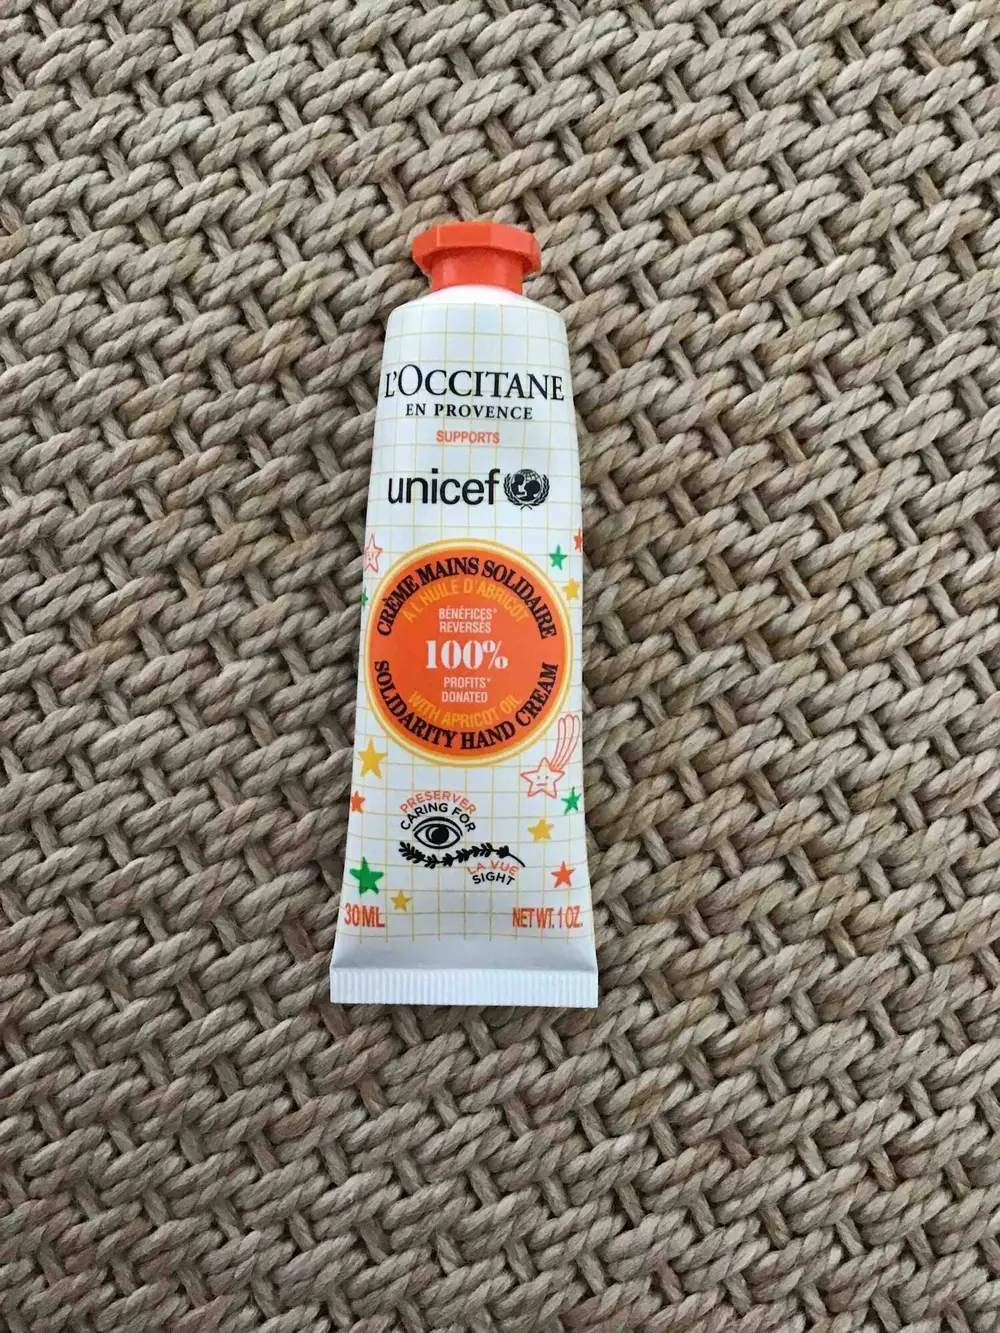 L'OCCITANE
EN PROVENCE
SUPPORTS
unicef
CRÈME MAINS SOLIDAIRE
À L'HUILE D'ABRICOT
BÉNÉFICES*
REVERSÉS
100%
PROFITS*
DONATED
WITH APRICOT OIL
SOLIDARITY HAND CREAM
PRESERVER
CARING FOR
LA VUE
SIGHT
30 ML
NET WT. 1 OZ.